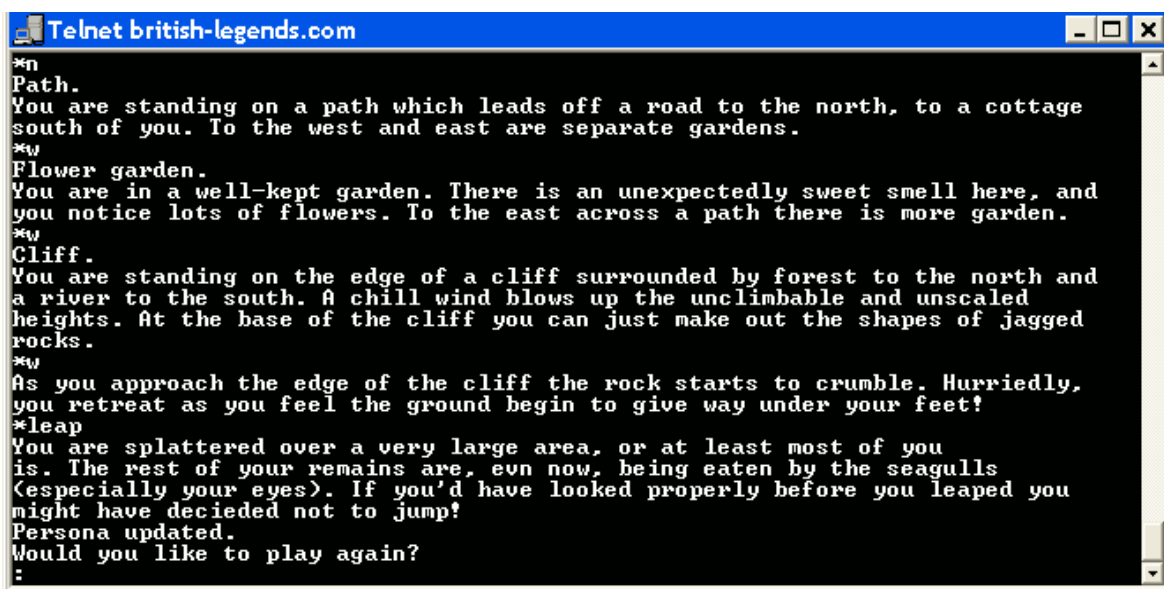 Telnet british-legends.com
*n
Path.
You are standing on a path which leads off a road to the north, to a cottage
south of you. To the west and east are separate gardens.
*w
Flower garden.
You are in a well-kept garden. There is an unexpectedly sweet smell here, and
you notice lots of flowers. To the east across a path there is more garden.
*w
Cliff.
You are standing on the edge of a cliff surrounded by forest to the north and
a river to the south. A chill wind blows up the unclimbable and unscaled
heights. At the base of the cliff you can just make out the shapes of jagged
rocks.
*w
As you approach the edge of the cliff the rock starts to crumble. Hurriedly,
you retreat as you feel the ground begin to give way under your feet!
*leap
You are splattered over a very large area, or at least most of you
is. The rest of your remains are, evn now, being eaten by the seagulls
(especially your eyes). If you'd have looked properly before you leaped you
might have decieded not to jump!
Persona updated.
Would you like to play again?
: